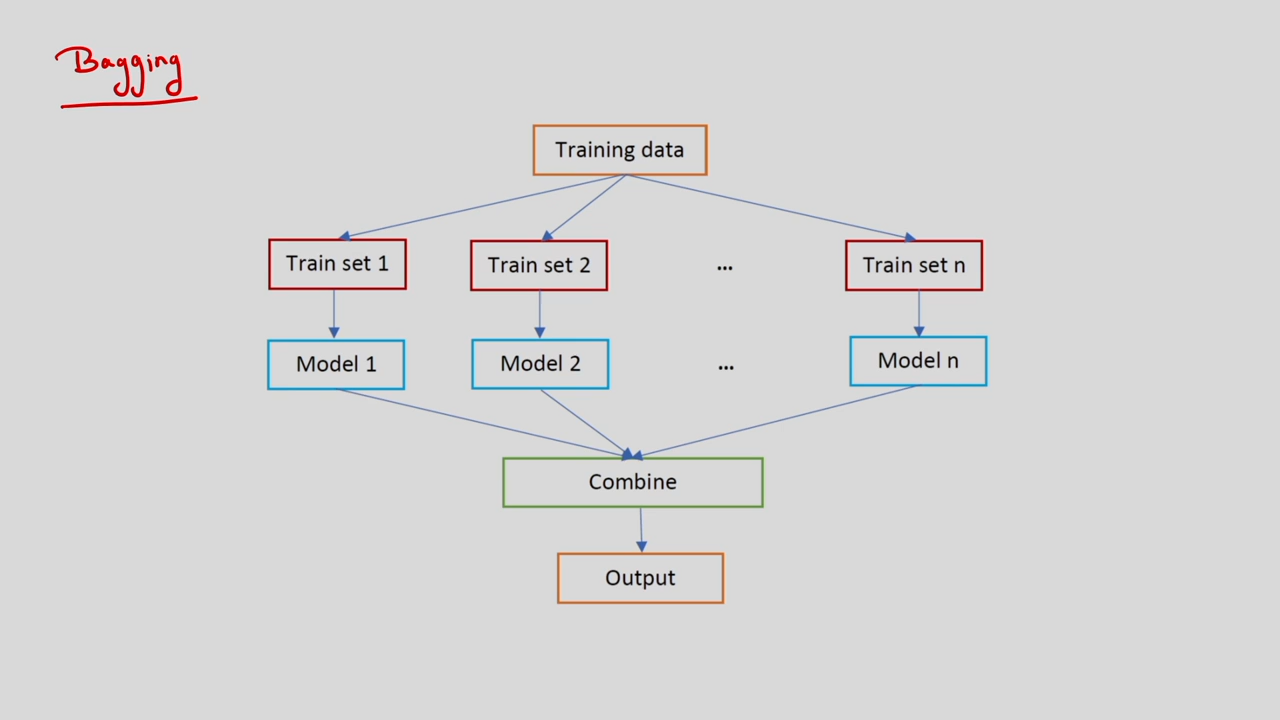 Bagging
Training data
Train set 1
Train set 2
...
Train set n
Model 1
Model 2
...
Model n
Combine
Output